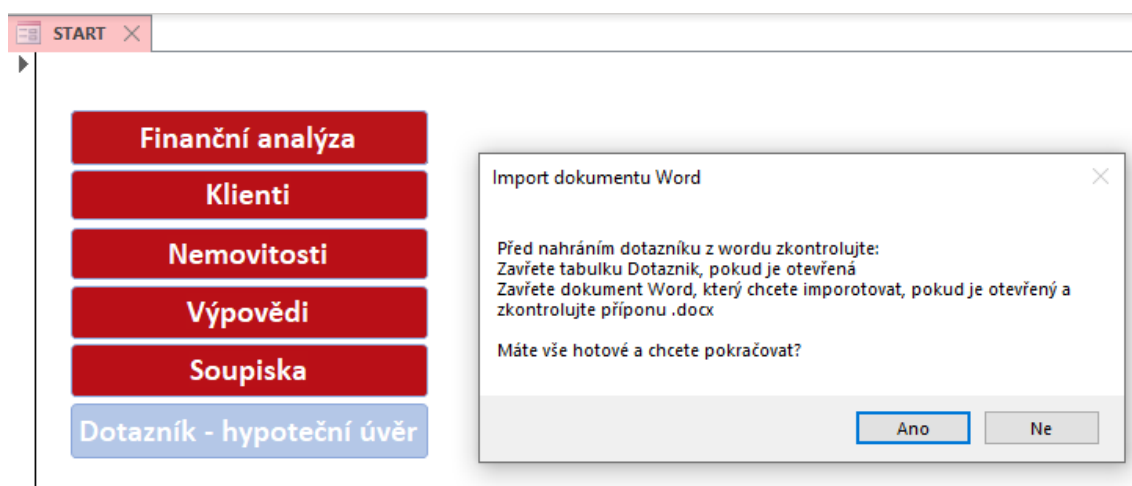 START
Finanční analýza
Klienti
Nemovitosti
Výpovědi
Soupiska
Dotazník - hypoteční úvěr
Import dokumentu Word
Před nahráním dotazníku z wordu zkontrolujte:
Zavřete tabulku Dotaznik, pokud je otevřená
Zavřete dokument Word, který chcete imporotovat, pokud je otevřený a
zkontrolujte příponu .docx
Máte vše hotové a chcete pokračovat?
Ano
Ne